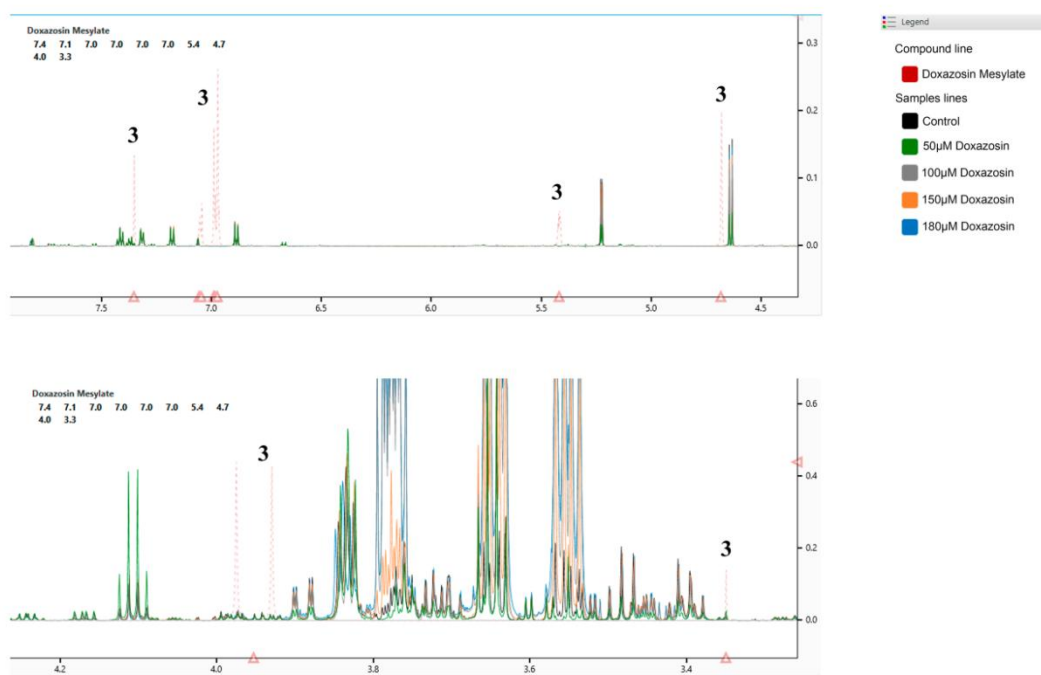 Doxazosin Mesylate
7.4 7.1 7.0 7.0 7.0 7.0 5.4 4.7
4.0 3.3
3
3
3
3
0.3
0.2
0.1
0.0
7.5 7.0 6.5 6.0 5.5 5.0 4.5
Legend
Compound line
Doxazosin Mesylate
Samples lines
Control
50µM Doxazosin
100µM Doxazosin
150µM Doxazosin
180µM Doxazosin
Doxazosin Mesylate
7.4 7.1 7.0 7.0 7.0 7.0 5.4 4.7
4.0 3.3
3
3
0.6
0.4
0.2
0.0
4.2 4.0 3.8 3.6 3.4